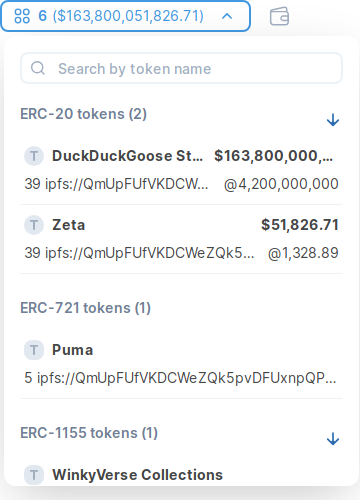 6 ($163,800,051,826.71)
Search by token name
ERC-20 tokens (2)
T DuckDuckGoose St... $163,800,000,...
39 ipfs://QmUpFUfVKDCW... @4,200,000,000
T Zeta $51,826.71
39 ipfs://QmUpFUfVKDCWeZQk5... @1,328.89
ERC-721 tokens (1)
T Puma
5 ipfs://QmUpFUfVKDCWeZQk5pvDFUxnpQP...
ERC-1155 tokens (1)
T WinkyVerse Collections